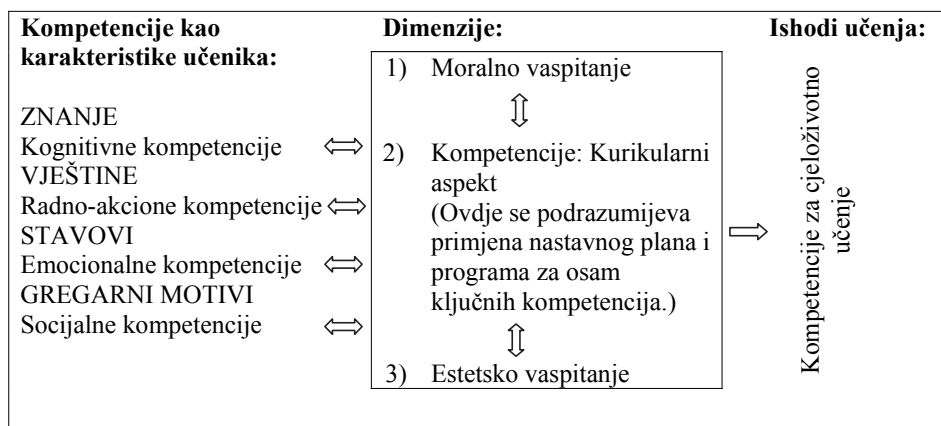 Kompetencije kao
karakteristike učenika:
ZNANJE
Kognitivne kompetencije
VJEŠTINE
Radno-akcione kompetencije
STAVOVI
Emocionalne kompetencije
GREGARNI MOTIVI
Socijalne kompetencije
Dimenzije:
1) Moralno vaspitanje
2) Kompetencije: Kurikularni
aspekt
(Ovdje se podrazumijeva
primjena nastavnog plana i
programa za osam
ključnih kompetencija.)
3) Estetsko vaspitanje
Ishodi učenja:
Kompetencije za cjeloživotno
učenje